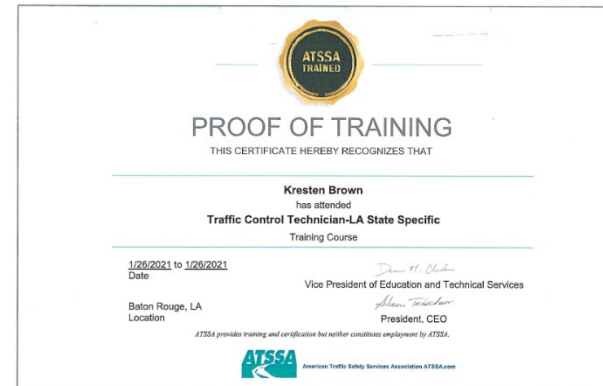 ATSSA
TRAINED
PROOF OF TRAINING
THIS CERTIFICATE HEREBY RECOGNIZES THAT
Kresten Brown
has attended
Traffic Control Technician-LA State Specific
Training Course
1/26/2021 to 1/26/2021
Date
Vice President of Education and Technical Services
Baton Rouge, LA
Location
President, CEO
ATSSA provides training and certification but neither constitutes employment by ATSSA.
ATSSA
American Traffic Safety Services Association ATSSA.com